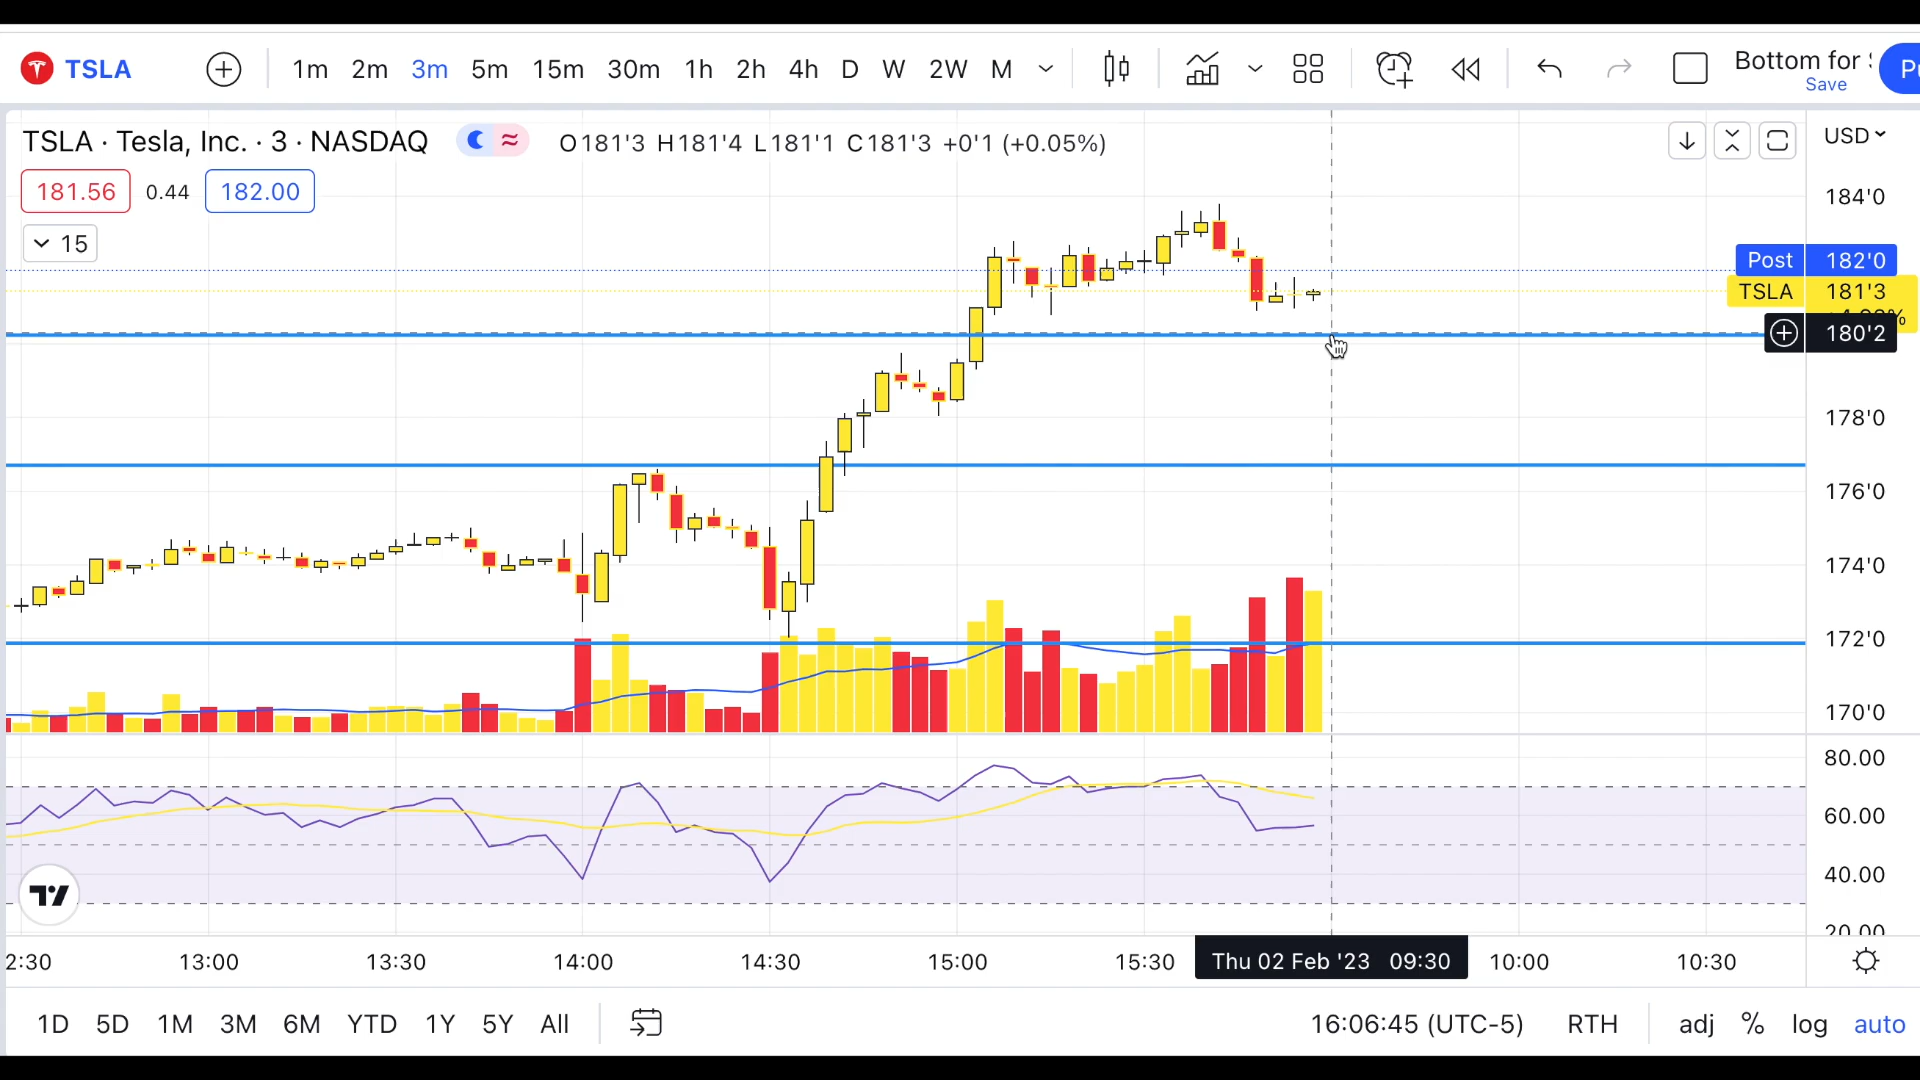 TSLA 1m 2m 3m 5m 15m 30m 1h 2h 4h D W 2W M Bottom for
Save
TSLA · Tesla, Inc. · 3 · NASDAQ O181'3 H181'4 L181'1 C181'3 +0'1 (+0.05%) USD
181.56 0.44 182.00
15
184'0
Post 182'0
TSLA 181'3
180'2
178'0
176'0
174'0
172'0
170'0
80.00
60.00
40.00
20.00
2:30 13:00 13:30 14:00 14:30 15:00 15:30 Thu 02 Feb '23 09:30 10:00 10:30
1D 5D 1M 3M 6M YTD 1Y 5Y All 16:06:45 (UTC-5) RTH adj % log auto